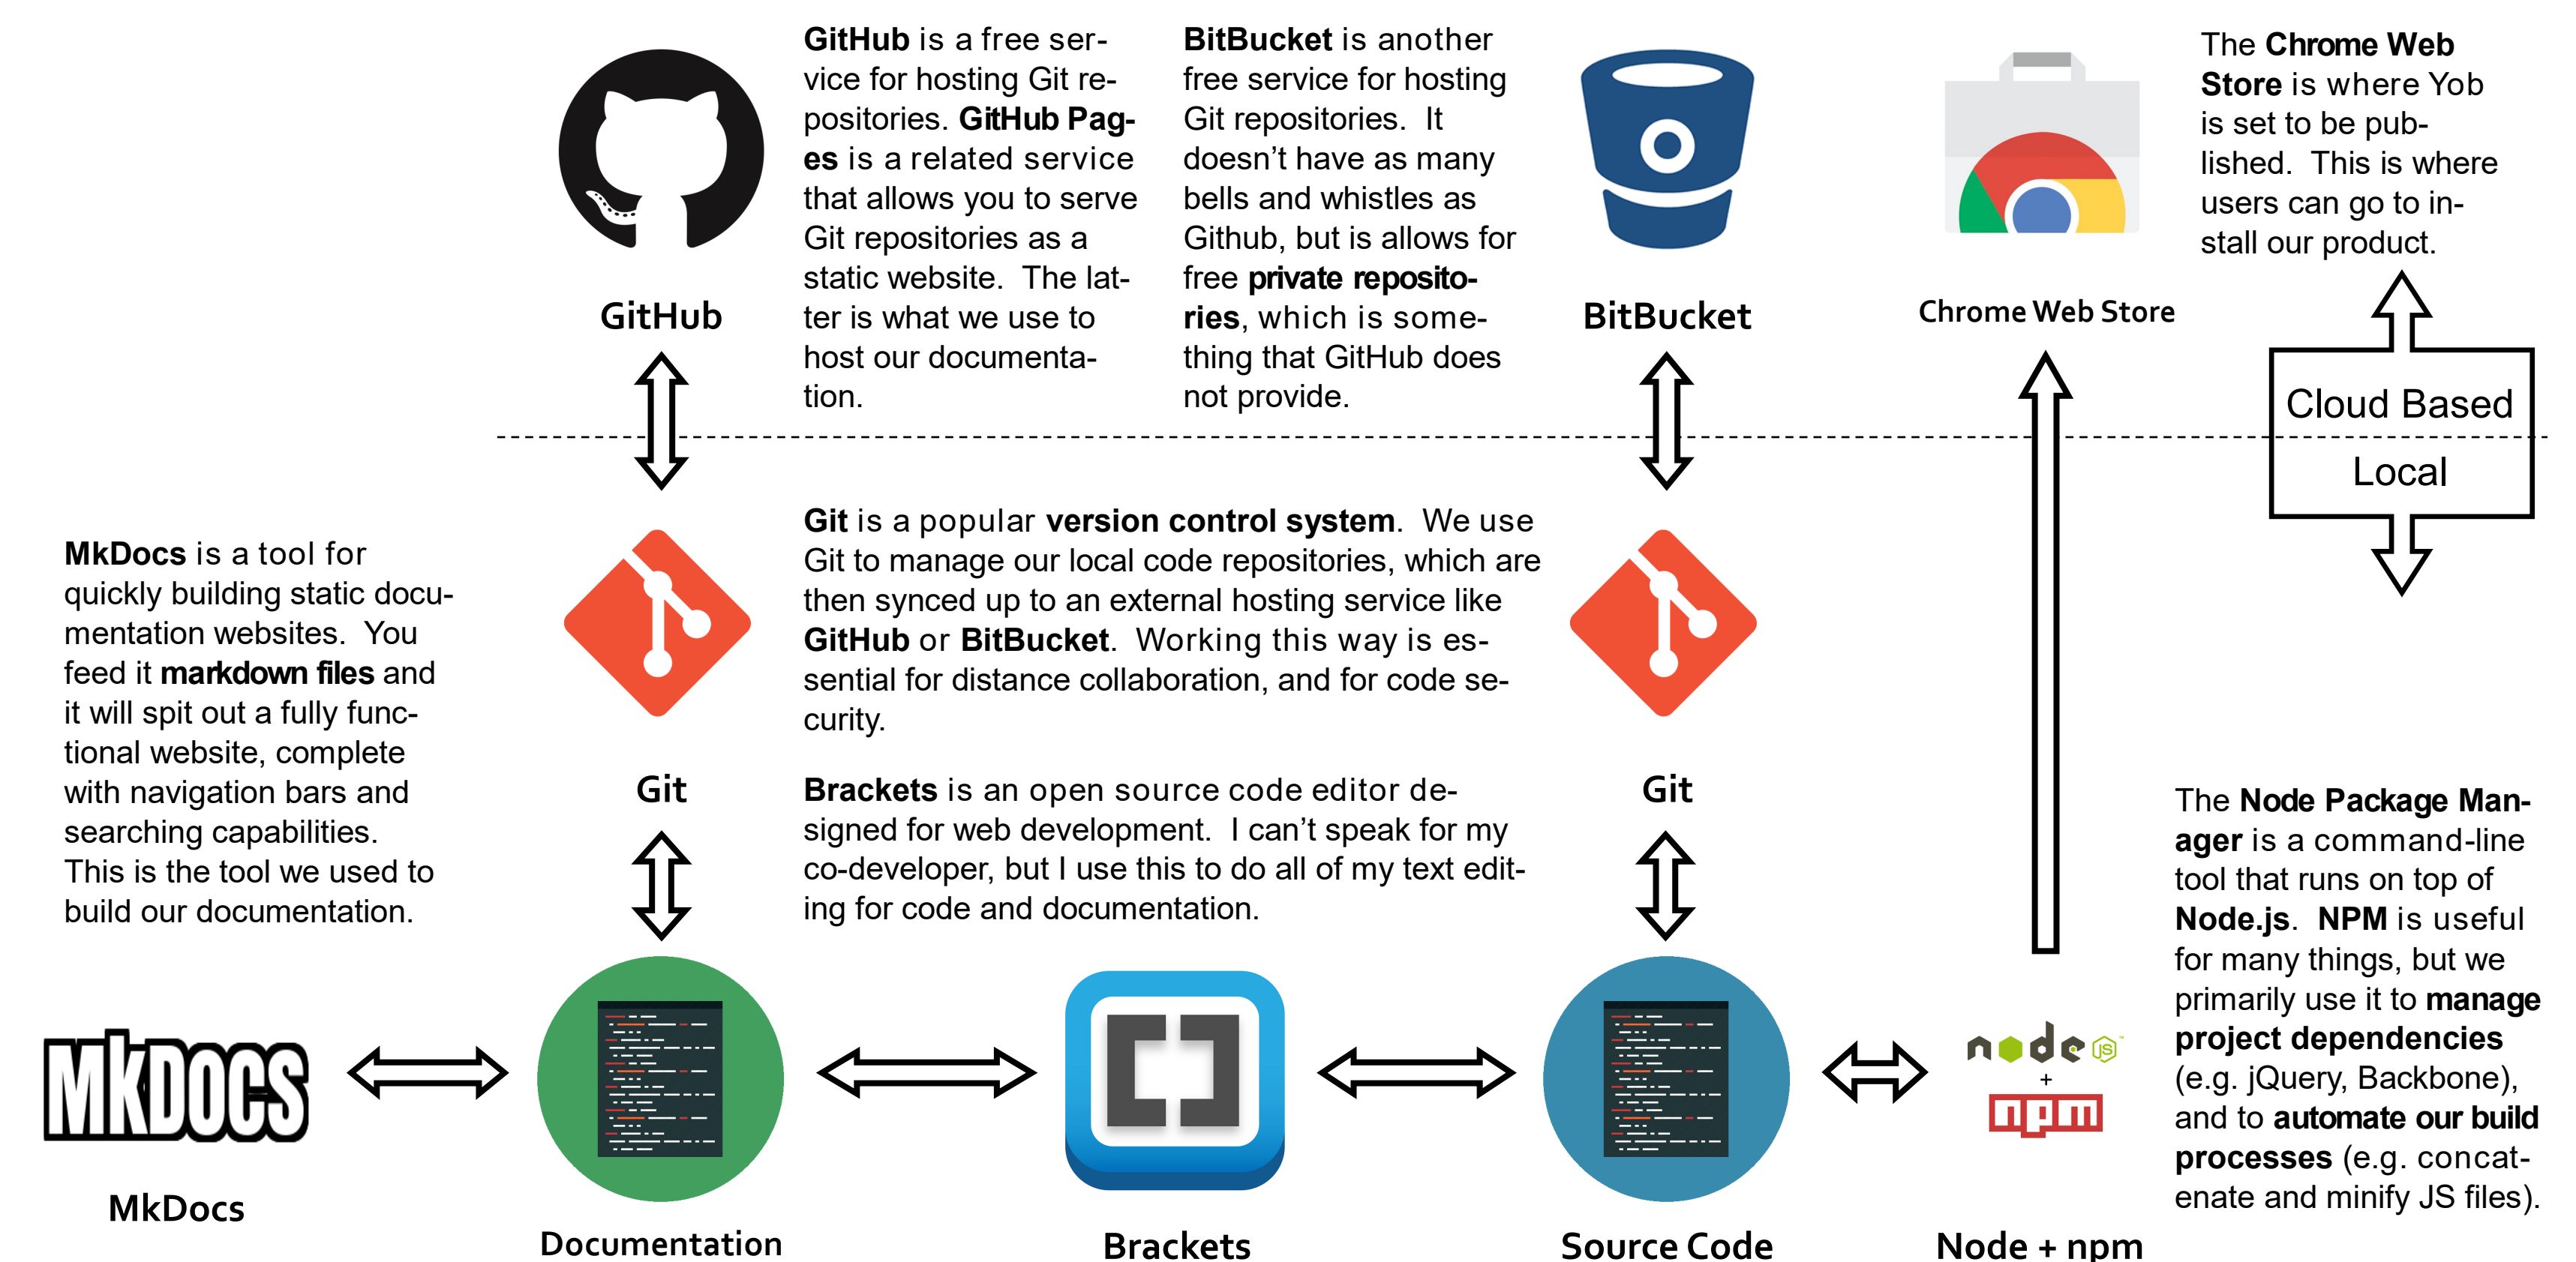 GitHub is a free ser-
vice for hosting Git re-
positories. GitHub Pag-
es is a related service
that allows you to serve
Git repositories as a
static website.  The lat-
ter is what we use to
host our documenta-
tion.
BitBucket is another
free service for hosting
Git repositories.  It
doesn't have as many
bells and whistles as
Github, but is allows for
free private reposito-
ries, which is some-
thing that GitHub does
not provide.
The Chrome Web
Store is where Yob
is set to be pub-
lished.  This is where
users can go to in-
stall our product.
GitHub
BitBucket
Chrome Web Store
Cloud Based
Local
MkDocs is a tool for
quickly building static docu-
mentation websites.  You
feed it markdown files and
it will spit out a fully func-
tional website, complete
with navigation bars and
searching capabilities.
This is the tool we used to
build our documentation.
Git is a popular version control system.  We use
Git to manage our local code repositories, which are
then synced up to an external hosting service like
GitHub or BitBucket.  Working this way is es-
sential for distance collaboration, and for code se-
curity.
Git
Brackets is an open source code editor de-
signed for web development.  I can't speak for my
co-developer, but I use this to do all of my text edit-
ing for code and documentation.
Git
The Node Package Man-
ager is a command-line
tool that runs on top of
Node.js.  NPM is useful
for many things, but we
primarily use it to manage
project dependencies
(e.g. jQuery, Backbone),
and to automate our build
processes (e.g. concat-
enate and minify JS files).
MkDocs
node JS™
+
npm
MkDocs
Documentation
Brackets
Source Code
Node + npm